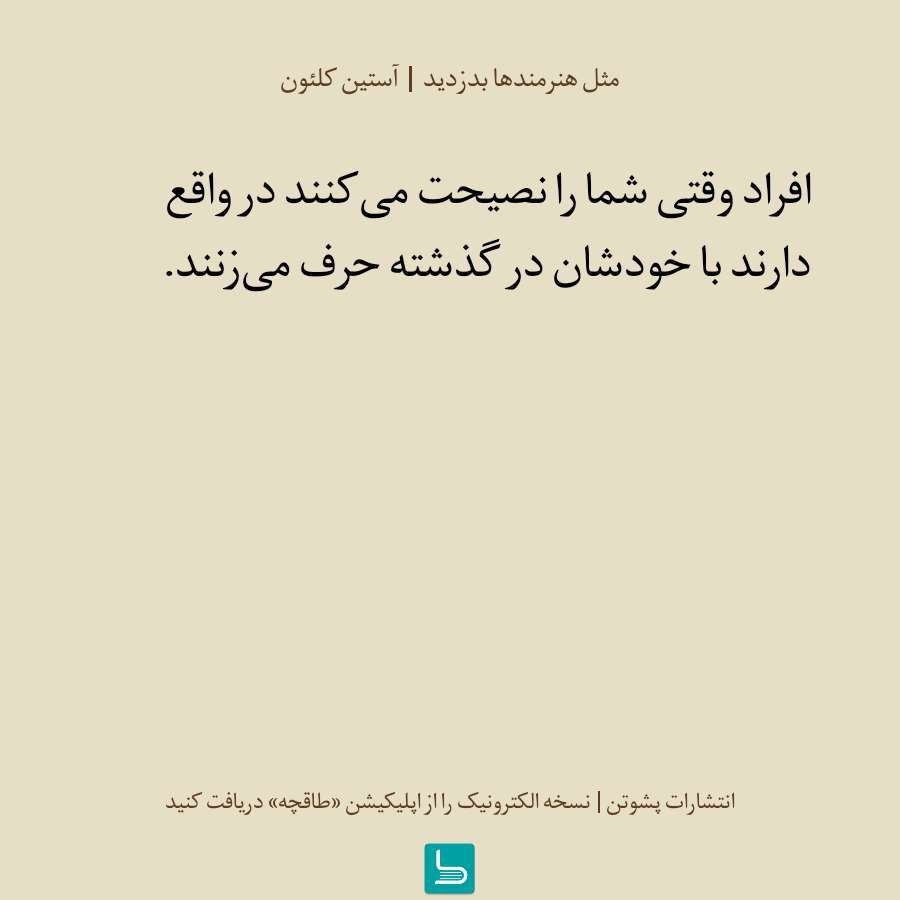 مثل هنرمندها بدزدید | آستین کلئون
افراد وقتی شما را نصیحت می‌کنند در واقع
دارند با خودشان در گذشته حرف می‌زنند.
انتشارات پشوتن | نسخه الکترونیک را از اپلیکیشن «طاقچه» دریافت کنید